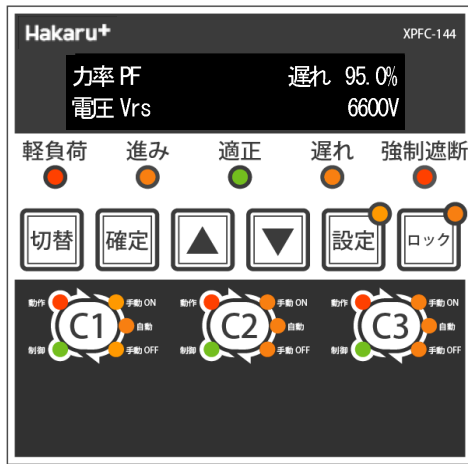 Hakaru+ XPFC-144
力率 PF 遅れ 95.0%
電圧 Vrs 6600V
軽負荷 進み 適正 遅れ 強制遮断
切替 確定 ▲ ▼ 設定 ロック
動作 手動 ON 動作 手動 ON 動作 手動 ON
C1 自動 C2 自動 C3 自動
制御 手動 OFF 制御 手動 OFF 制御 手動 OFF